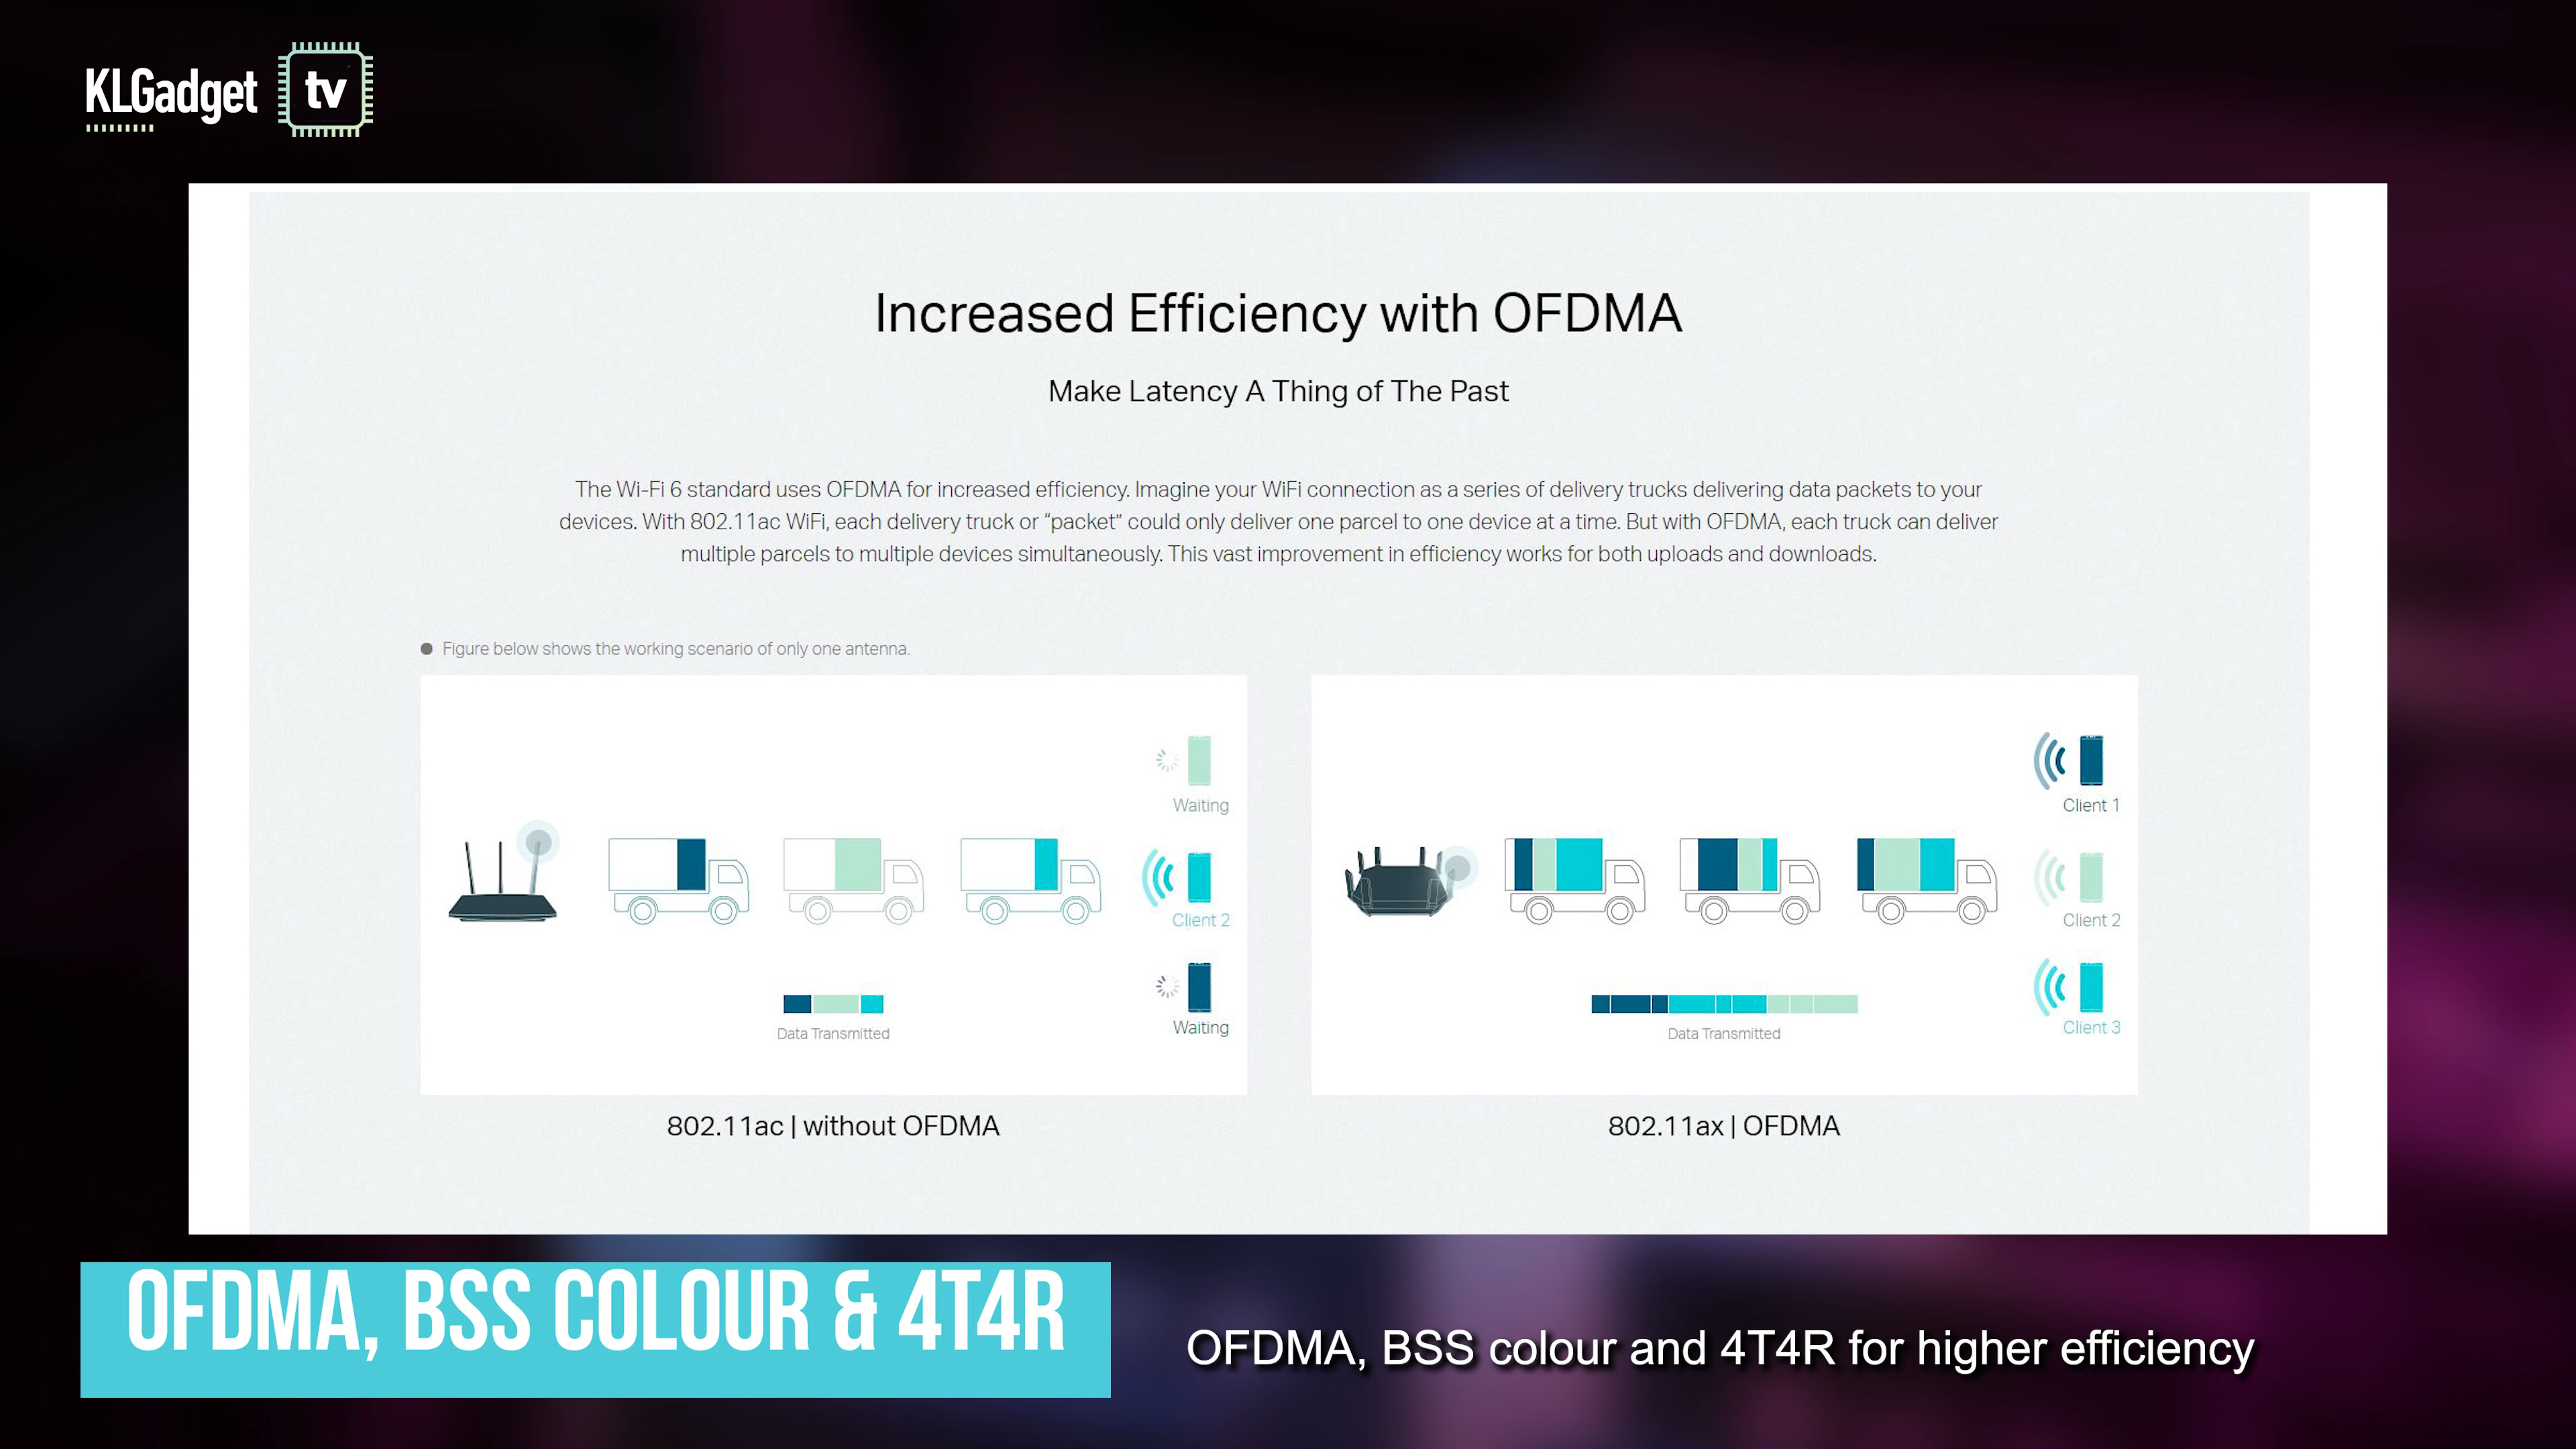 KLGadget tv
Increased Efficiency with OFDMA
Make Latency A Thing of The Past
The Wi-Fi 6 standard uses OFDMA for increased efficiency. Imagine your WiFi connection as a series of delivery trucks delivering data packets to your
devices. With 802.11ac WiFi, each delivery truck or “packet” could only deliver one parcel to one device at a time. But with OFDMA, each truck can deliver
multiple parcels to multiple devices simultaneously. This vast improvement in efficiency works for both uploads and downloads.
Figure below shows the working scenario of only one antenna.
Waiting
Client 2
Waiting
Data Transmitted
802.11ac | without OFDMA
Client 1
Client 2
Client 3
Data Transmitted
802.11ax | OFDMA
OFDMA, BSS COLOUR & 4T4R
OFDMA, BSS colour and 4T4R for higher efficiency